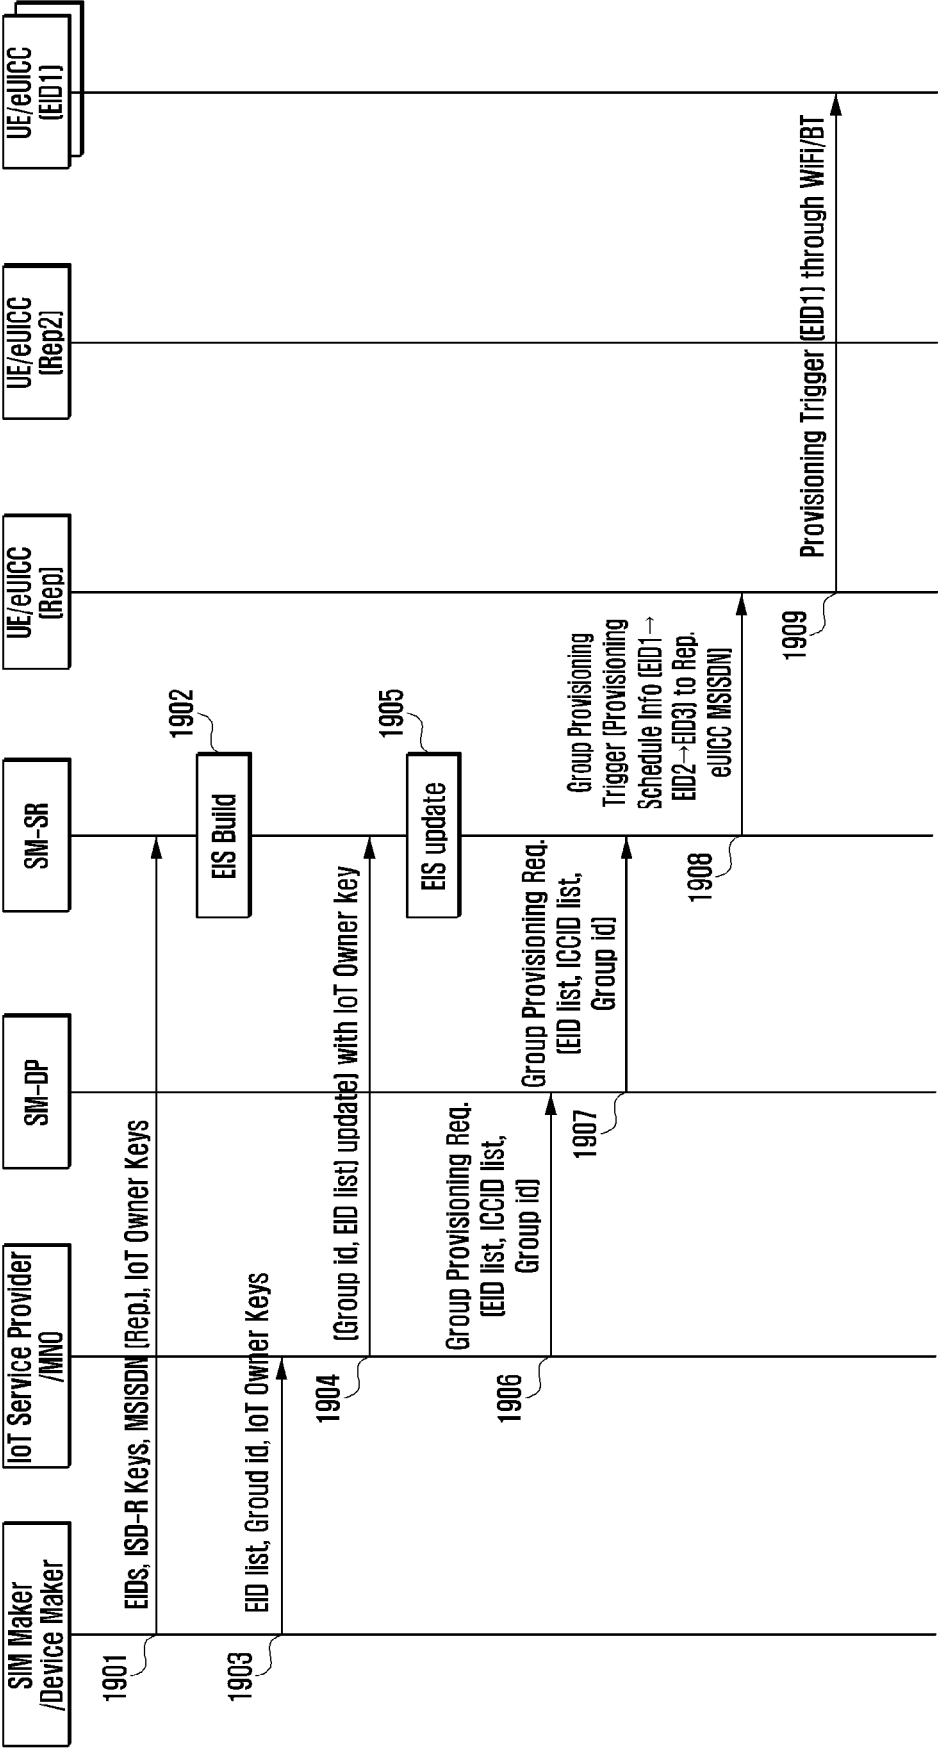 SIM Maker
/Device Maker
IoT Service Provider
/MNO
SM-DP
SM-SR
UE/eUICC
(Rep)
UE/eUICC
(Rep2)
UE/eUICC
(EID1)
1901
EIDs, ISD-R Keys, MSISDN (Rep.), IoT Owner Keys
EIS Build
1902
1903
EID list, Groud id, IoT Owner Keys
1904
(Group id, EID list) update) with IoT Owner Key
EIS update
1905
1906
Group Provisioning Req.
(EID list, ICCID list,
Group id)
1907
Group Provisioning Req.
(EID list, ICCID list,
Group id)
1908
Group Provisioning
Trigger (Provisioning
Schedule Info (EID1→
EID2→EID3) to Rep.
eUICC MSISDN)
1909
Provisioning Trigger (EID1) through WiFi/BT